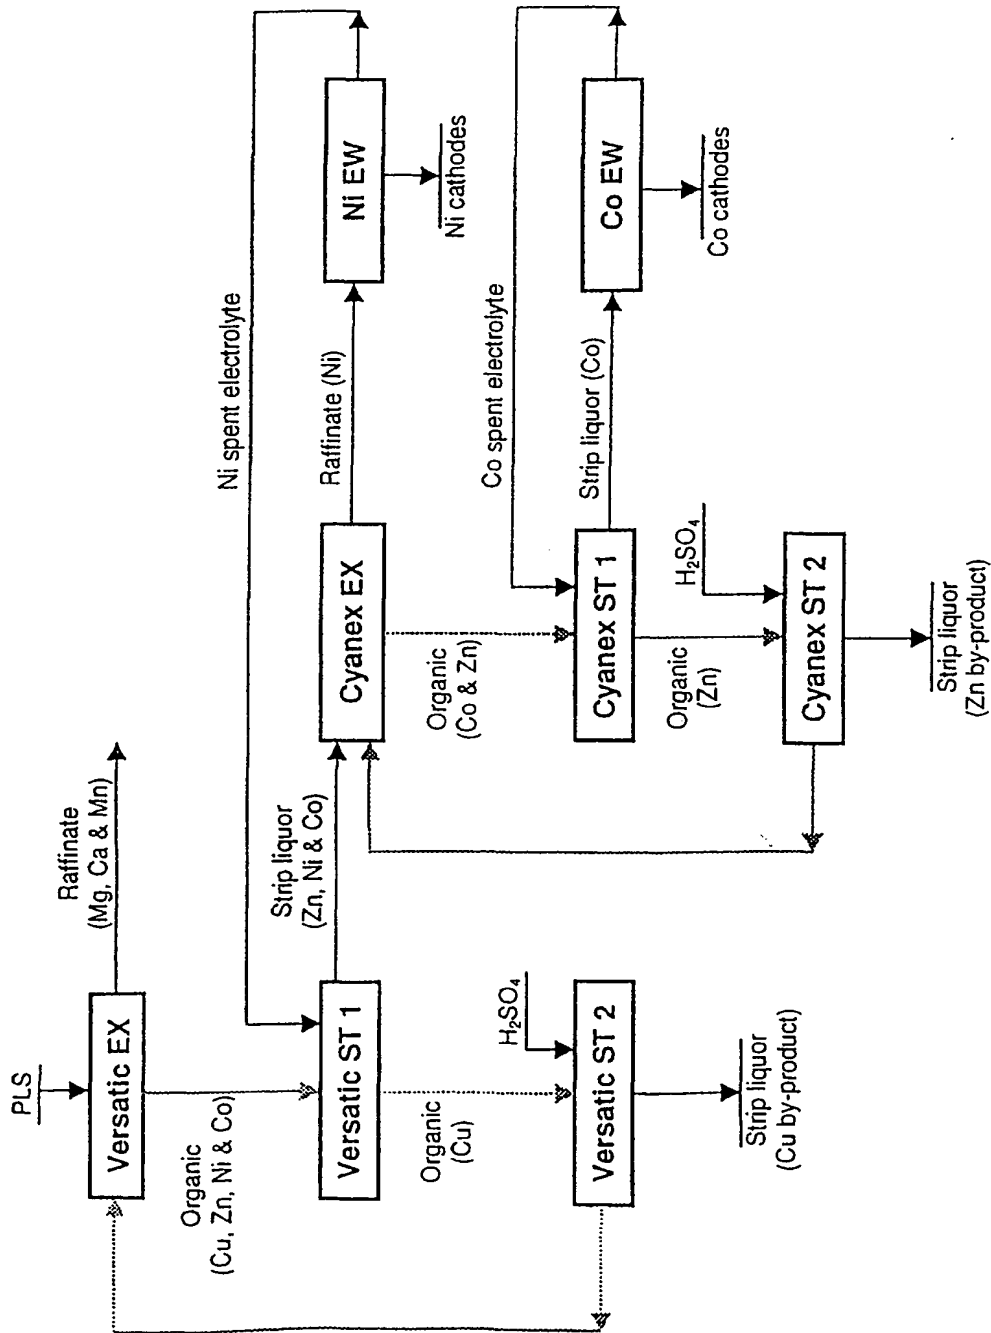 PLS
Versatic EX
Raffinate
(Mg, Ca & Mn)
Organic
(Cu, Zn, Ni & Co)
Ni spent electrolyte
Versatic ST 1
Strip liquor
(Zn, Ni & Co)
Cyanex EX
Raffinate (Ni)
Ni EW
Ni cathodes
Organic
(Cu)
H₂SO₄
Versatic ST 2
Strip liquor
(Cu by-product)
Organic
(Co & Zn)
Co spent electrolyte
Cyanex ST 1
Strip liquor (Co)
Co EW
Co cathodes
Organic
(Zn)
H₂SO₄
Cyanex ST 2
Strip liquor
(Zn by-product)